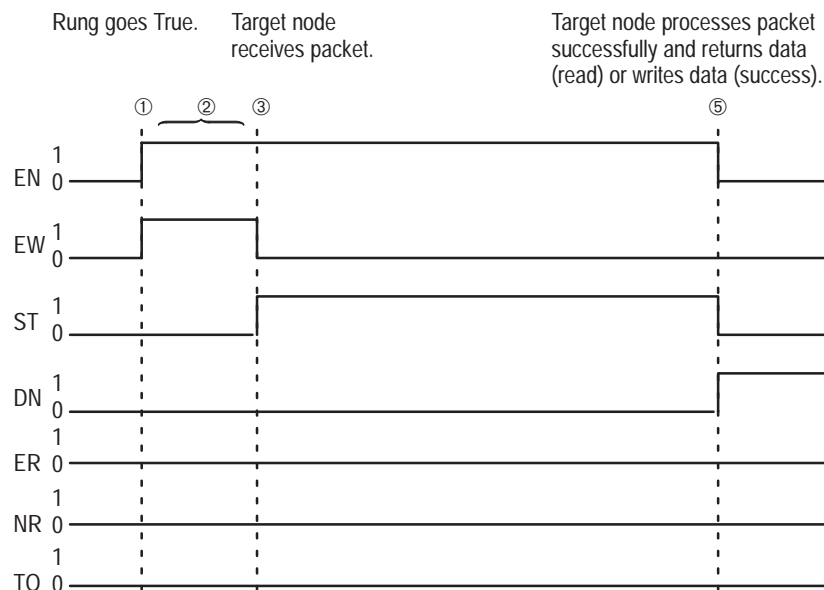 Rung goes True.
Target node
receives packet.
Target node processes packet
successfully and returns data
(read) or writes data (success).
① ② ③ ⑤
1
EN 0
1
EW 0
1
ST 0
1
DN 0
1
ER 0
1
NR 0
1
TO 0